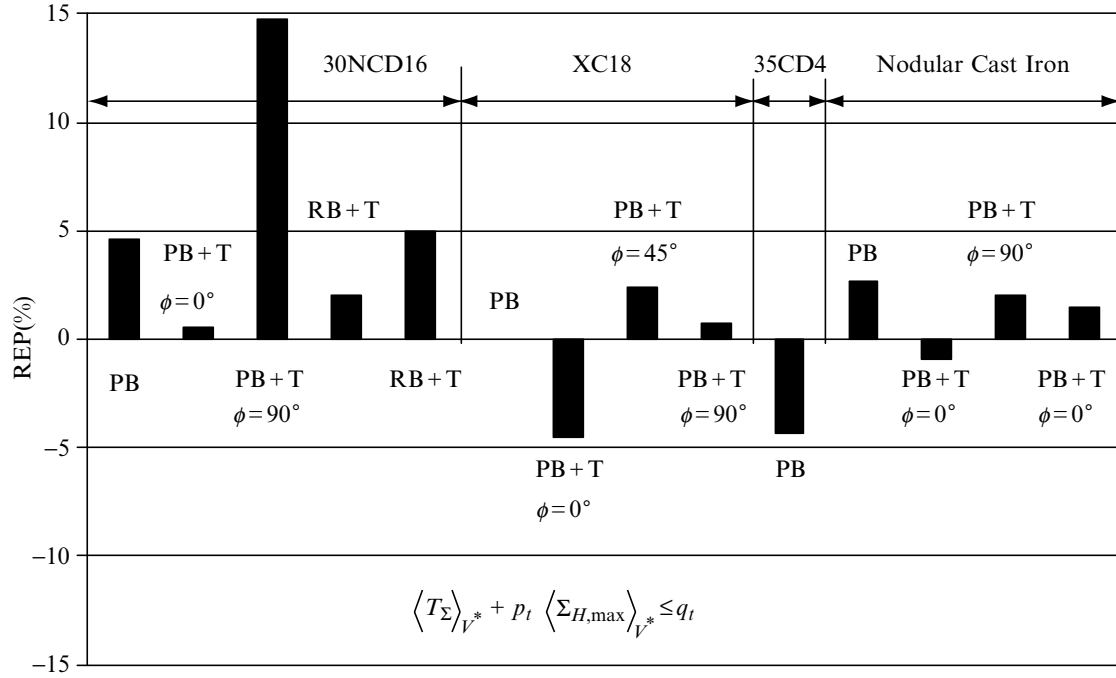 15
30NCD16 XC18 35CD4 Nodular Cast Iron
10
RB + T PB + T PB + T
5
PB + T ϕ = 45° PB ϕ = 90°
ϕ = 0° PB
REP(%)
0
PB PB + T RB + T PB + T PB + T PB + T
ϕ = 90° ϕ = 90° ϕ = 0° ϕ = 0°
−5
PB + T PB
ϕ = 0°
−10
⟨T_Σ⟩_{V*} + p_t ⟨Σ_{H,max}⟩_{V*} ≤ q_t
−15